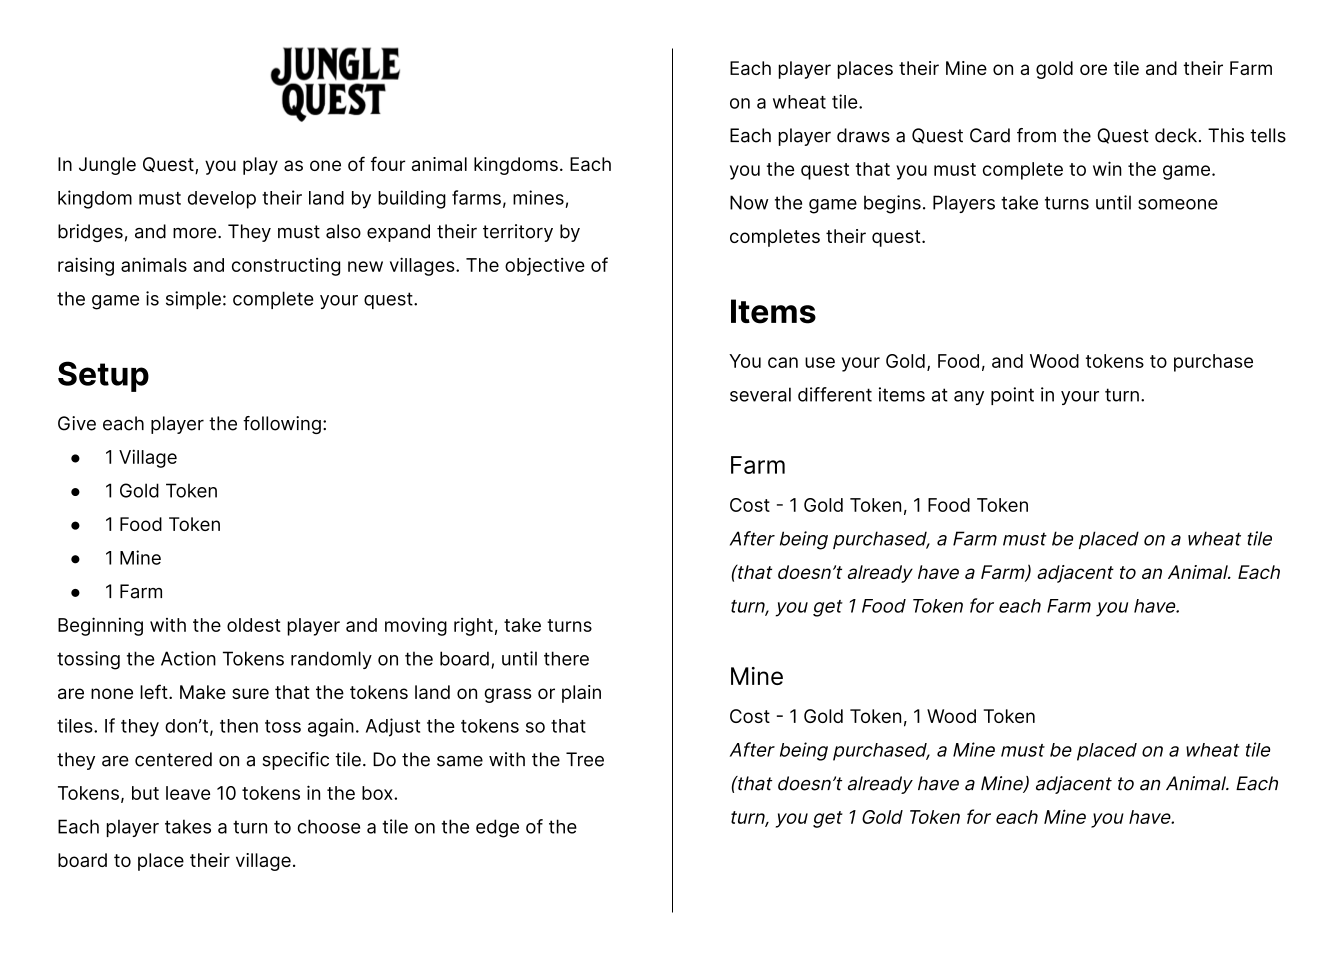 JUNGLE
QUEST
In Jungle Quest, you play as one of four animal kingdoms. Each
kingdom must develop their land by building farms, mines,
bridges, and more. They must also expand their territory by
raising animals and constructing new villages. The objective of
the game is simple: complete your quest.
Setup
Give each player the following:
● 1 Village
● 1 Gold Token
● 1 Food Token
● 1 Mine
● 1 Farm
Beginning with the oldest player and moving right, take turns
tossing the Action Tokens randomly on the board, until there
are none left. Make sure that the tokens land on grass or plain
tiles. If they don’t, then toss again. Adjust the tokens so that
they are centered on a specific tile. Do the same with the Tree
Tokens, but leave 10 tokens in the box.
Each player takes a turn to choose a tile on the edge of the
board to place their village.
Each player places their Mine on a gold ore tile and their Farm
on a wheat tile.
Each player draws a Quest Card from the Quest deck. This tells
you the quest that you must complete to win the game.
Now the game begins. Players take turns until someone
completes their quest.
Items
You can use your Gold, Food, and Wood tokens to purchase
several different items at any point in your turn.
Farm
Cost - 1 Gold Token, 1 Food Token
After being purchased, a Farm must be placed on a wheat tile
(that doesn’t already have a Farm) adjacent to an Animal. Each
turn, you get 1 Food Token for each Farm you have.
Mine
Cost - 1 Gold Token, 1 Wood Token
After being purchased, a Mine must be placed on a wheat tile
(that doesn’t already have a Mine) adjacent to an Animal. Each
turn, you get 1 Gold Token for each Mine you have.